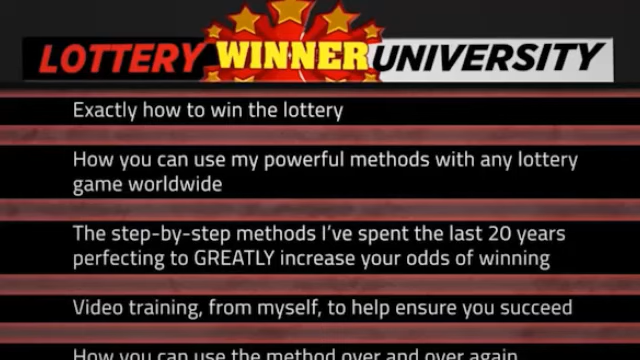 LOTTERY WINNER UNIVERSITY
Exactly how to win the lottery
How you can use my powerful methods with any lottery
game worldwide
The step-by-step methods I've spent the last 20 years
perfecting to GREATLY increase your odds of winning
Video training, from myself, to help ensure you succeed
How you can use the method over and over again